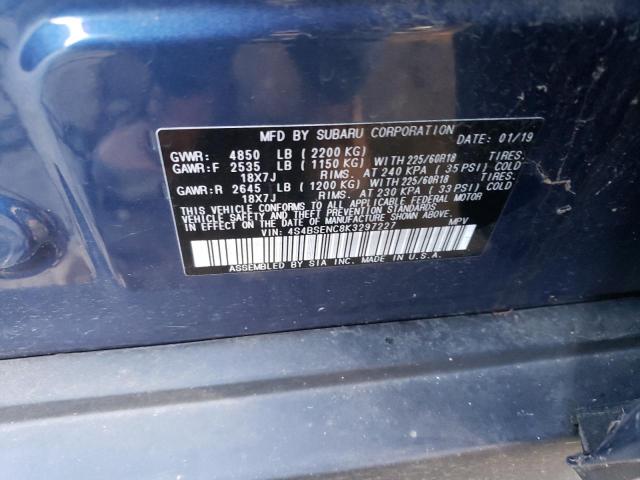 MFD BY SUBARU CORPORATION DATE: 01/19
GVWR: 4850 LB ( 2200 KG)
GAWR:F 2535 LB ( 1150 KG) WITH 225/60R18 TIRES.
18X7J RIMS. AT 240 KPA ( 35 PSI) COLD
GAWR:R 2645 LB ( 1200 KG) WITH 225/60R18 TIRES.
18X7J RIMS. AT 230 KPA ( 33 PSI) COLD
THIS VEHICLE CONFORMS TO ALL APPLICABLE FEDERAL MOTOR
VEHICLE SAFETY AND THEFT PREVENTION STANDARDS
IN EFFECT ON THE DATE OF MANUFACTURE SHOWN ABOVE.
VIN: 4S4BSENC8K3297227 MPV
ASSEMBLED BY SIA INC. MADE IN U.S.A.